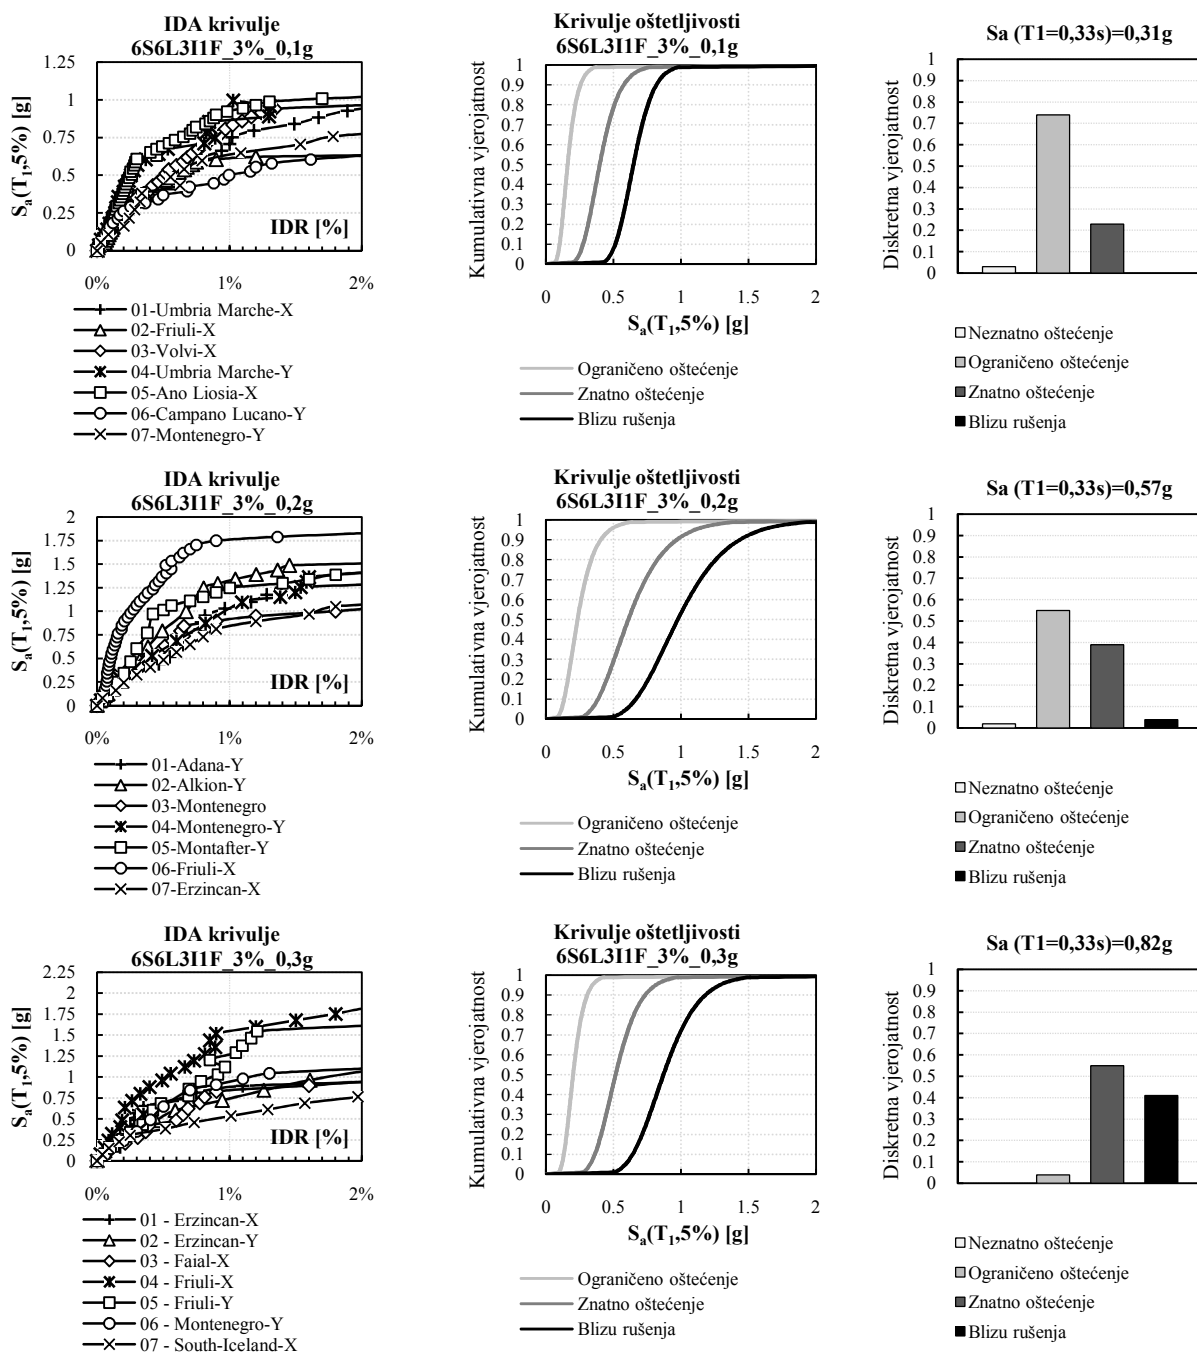 IDA krivulje
6S6L3I1F_3%_0,1g
1.25
1
0.75
0.5
0.25
0
Sa(T1,5%) [g]
IDR [%]
0% 1% 2%
01-Umbria Marche-X
02-Friuli-X
03-Volvi-X
04-Umbria Marche-Y
05-Ano Liosia-X
06-Campano Lucano-Y
07-Montenegro-Y
Krivulje oštetljivosti
6S6L3I1F_3%_0,1g
Kumulativna vjerojatnost
1
0.9
0.8
0.7
0.6
0.5
0.4
0.3
0.2
0.1
0
0 0.5 1 1.5 2
Sa(T1,5%) [g]
Ograničeno oštećenje
Znatno oštećenje
Blizu rušenja
Sa (T1=0,33s)=0,31g
Diskretna vjerojatnost
1
0.9
0.8
0.7
0.6
0.5
0.4
0.3
0.2
0.1
0
Neznatno oštećenje
Ograničeno oštećenje
Znatno oštećenje
Blizu rušenja
IDA krivulje
6S6L3I1F_3%_0,2g
2
1.75
1.5
1.25
1
0.75
0.5
0.25
0
Sa(T1,5%) [g]
IDR [%]
0% 1% 2%
01-Adana-Y
02-Alkion-Y
03-Montenegro
04-Montenegro-Y
05-Montafter-Y
06-Friuli-X
07-Erzincan-X
Krivulje oštetljivosti
6S6L3I1F_3%_0,2g
Kumulativna vjerojatnost
1
0.9
0.8
0.7
0.6
0.5
0.4
0.3
0.2
0.1
0
0 0.5 1 1.5 2
Sa(T1,5%) [g]
Ograničeno oštećenje
Znatno oštećenje
Blizu rušenja
Sa (T1=0,33s)=0,57g
Diskretna vjerojatnost
1
0.9
0.8
0.7
0.6
0.5
0.4
0.3
0.2
0.1
0
Neznatno oštećenje
Ograničeno oštećenje
Znatno oštećenje
Blizu rušenja
IDA krivulje
6S6L3I1F_3%_0,3g
2.25
2
1.75
1.5
1.25
1
0.75
0.5
0.25
0
Sa(T1,5%) [g]
IDR [%]
0% 1% 2%
01 - Erzincan-X
02 - Erzincan-Y
03 - Faial-X
04 - Friuli-X
05 - Friuli-Y
06 - Montenegro-Y
07 - South-Iceland-X
Krivulje oštetljivosti
6S6L3I1F_3%_0,3g
Kumulativna vjerojatnost
1
0.9
0.8
0.7
0.6
0.5
0.4
0.3
0.2
0.1
0
0 0.5 1 1.5 2
Sa(T1,5%) [g]
Ograničeno oštećenje
Znatno oštećenje
Blizu rušenja
Sa (T1=0,33s)=0,82g
Diskretna vjerojatnost
1
0.9
0.8
0.7
0.6
0.5
0.4
0.3
0.2
0.1
0
Neznatno oštećenje
Ograničeno oštećenje
Znatno oštećenje
Blizu rušenja